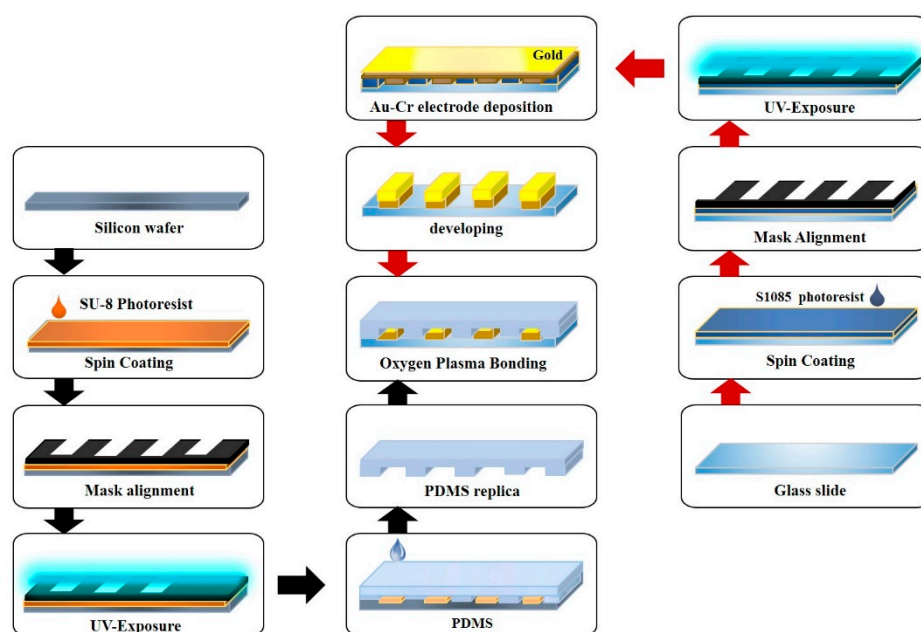 Silicon wafer
SU-8 Photoresist
Spin Coating
Mask alignment
UV-Exposure
Gold
Au-Cr electrode deposition
developing
Oxygen Plasma Bonding
PDMS replica
PDMS
UV-Exposure
Mask Alignment
S1085 photoresist
Spin Coating
Glass slide